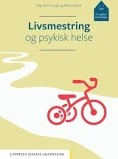 Livsmestring
og psykisk helse
CAPPELEN DAMM AKADEMISK